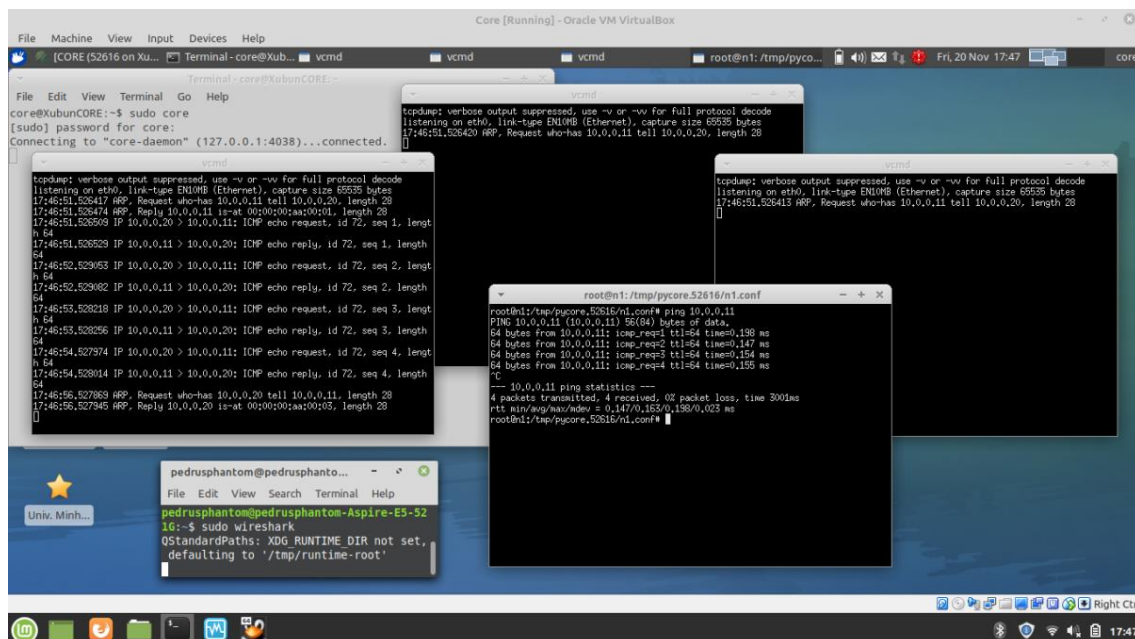 Core [Running] - Oracle VM VirtualBox
File Machine View Input Devices Help
[CORE (52616 on Xu... Terminal - core@Xub... vcmd vcmd vcmd root@n1: /tmp/pyco... Fri, 20 Nov 17:47 core
Terminal - core@XubunCORE: ~
File Edit View Terminal Go Help
core@XubunCORE:~$ sudo core
[sudo] password for core:
Connecting to "core-daemon" (127.0.0.1:4038)...connected.
vcmd
tcpdump: verbose output suppressed, use -v or -vv for full protocol decode
listening on eth0, link-type EN10MB (Ethernet), capture size 65535 bytes
17:46:51.526420 ARP, Request who-has 10.0.0.11 tell 10.0.0.20, length 28
vcmd
tcpdump: verbose output suppressed, use -v or -vv for full protocol decode
listening on eth0, link-type EN10MB (Ethernet), capture size 65535 bytes
17:46:51.526417 ARP, Request who-has 10.0.0.11 tell 10.0.0.20, length 28
17:46:51.526474 ARP, Reply 10.0.0.11 is-at 00:00:00:aa:00:01, length 28
17:46:51.526509 IP 10.0.0.20 > 10.0.0.11: ICMP echo request, id 72, seq 1, lengt
h 64
17:46:51.526529 IP 10.0.0.11 > 10.0.0.20: ICMP echo reply, id 72, seq 1, length
64
17:46:52.529053 IP 10.0.0.20 > 10.0.0.11: ICMP echo request, id 72, seq 2, lengt
h 64
17:46:52.529082 IP 10.0.0.11 > 10.0.0.20: ICMP echo reply, id 72, seq 2, length
64
17:46:53.528218 IP 10.0.0.20 > 10.0.0.11: ICMP echo request, id 72, seq 3, lengt
h 64
17:46:53.528256 IP 10.0.0.11 > 10.0.0.20: ICMP echo reply, id 72, seq 3, length
64
17:46:54.527974 IP 10.0.0.20 > 10.0.0.11: ICMP echo request, id 72, seq 4, lengt
h 64
17:46:54.528014 IP 10.0.0.11 > 10.0.0.20: ICMP echo reply, id 72, seq 4, length
64
17:46:56.527869 ARP, Request who-has 10.0.0.20 tell 10.0.0.11, length 28
17:46:56.527945 ARP, Reply 10.0.0.20 is-at 00:00:00:aa:00:03, length 28
vcmd
tcpdump: verbose output suppressed, use -v or -vv for full protocol decode
listening on eth0, link-type EN10MB (Ethernet), capture size 65535 bytes
17:46:51.526413 ARP, Request who-has 10.0.0.11 tell 10.0.0.20, length 28
root@n1: /tmp/pycore.52616/n1.conf
root@n1:/tmp/pycore.52616/n1.conf# ping 10.0.0.11
PING 10.0.0.11 (10.0.0.11) 56(84) bytes of data.
64 bytes from 10.0.0.11: icmp_req=1 ttl=64 time=0.198 ms
64 bytes from 10.0.0.11: icmp_req=2 ttl=64 time=0.147 ms
64 bytes from 10.0.0.11: icmp_req=3 ttl=64 time=0.154 ms
64 bytes from 10.0.0.11: icmp_req=4 ttl=64 time=0.155 ms
^C
--- 10.0.0.11 ping statistics ---
4 packets transmitted, 4 received, 0% packet loss, time 3001ms
rtt min/avg/max/mdev = 0.147/0.163/0.198/0.023 ms
root@n1:/tmp/pycore.52616/n1.conf#
Univ. Minh...
pedrusphantom@pedrusphanto...
File Edit View Search Terminal Help
pedrusphantom@pedrusphantom-Aspire-E5-52
1G:~$ sudo wireshark
QStandardPaths: XDG_RUNTIME_DIR not set,
defaulting to '/tmp/runtime-root'
Right Ctr
17:47